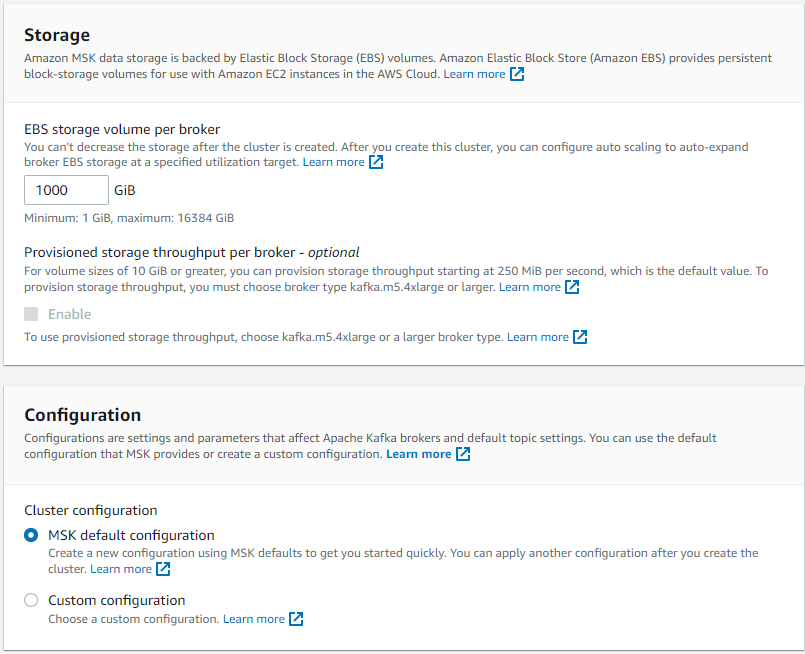 Storage
Amazon MSK data storage is backed by Elastic Block Storage (EBS) volumes. Amazon Elastic Block Store (Amazon EBS) provides persistent
block-storage volumes for use with Amazon EC2 instances in the AWS Cloud. Learn more
EBS storage volume per broker
You can't decrease the storage after the cluster is created. After you create this cluster, you can configure auto scaling to auto-expand
broker EBS storage at a specified utilization target. Learn more
1000 GiB
Minimum: 1 GiB, maximum: 16384 GiB
Provisioned storage throughput per broker - optional
For volume sizes of 10 GiB or greater, you can provision storage throughput starting at 250 MiB per second, which is the default value. To
provision storage throughput, you must choose broker type kafka.m5.4xlarge or larger. Learn more
Enable
To use provisioned storage throughput, choose kafka.m5.4xlarge or a larger broker type. Learn more
Configuration
Configurations are settings and parameters that affect Apache Kafka brokers and default topic settings. You can use the default
configuration that MSK provides or create a custom configuration. Learn more
Cluster configuration
MSK default configuration
Create a new configuration using MSK defaults to get you started quickly. You can apply another configuration after you create the
cluster. Learn more
Custom configuration
Choose a custom configuration. Learn more